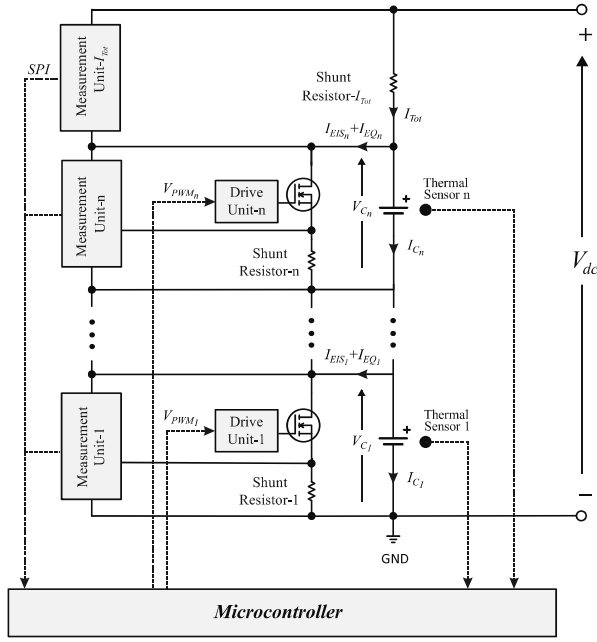 +
SPI
Measurement
Unit-I_Tot
Shunt
Resistor-I_Tot
I_Tot
I_EISn+I_EQn
Measurement
Unit-n
V_PWMn
Drive
Unit-n
V_Cn
+
Thermal
Sensor n
Shunt
Resistor-n
I_Cn
V_dc
I_EIS1+I_EQ1
Measurement
Unit-1
V_PWM1
Drive
Unit-1
V_C1
+
Thermal
Sensor 1
Shunt
Resistor-1
I_C1
−
GND
Microcontroller